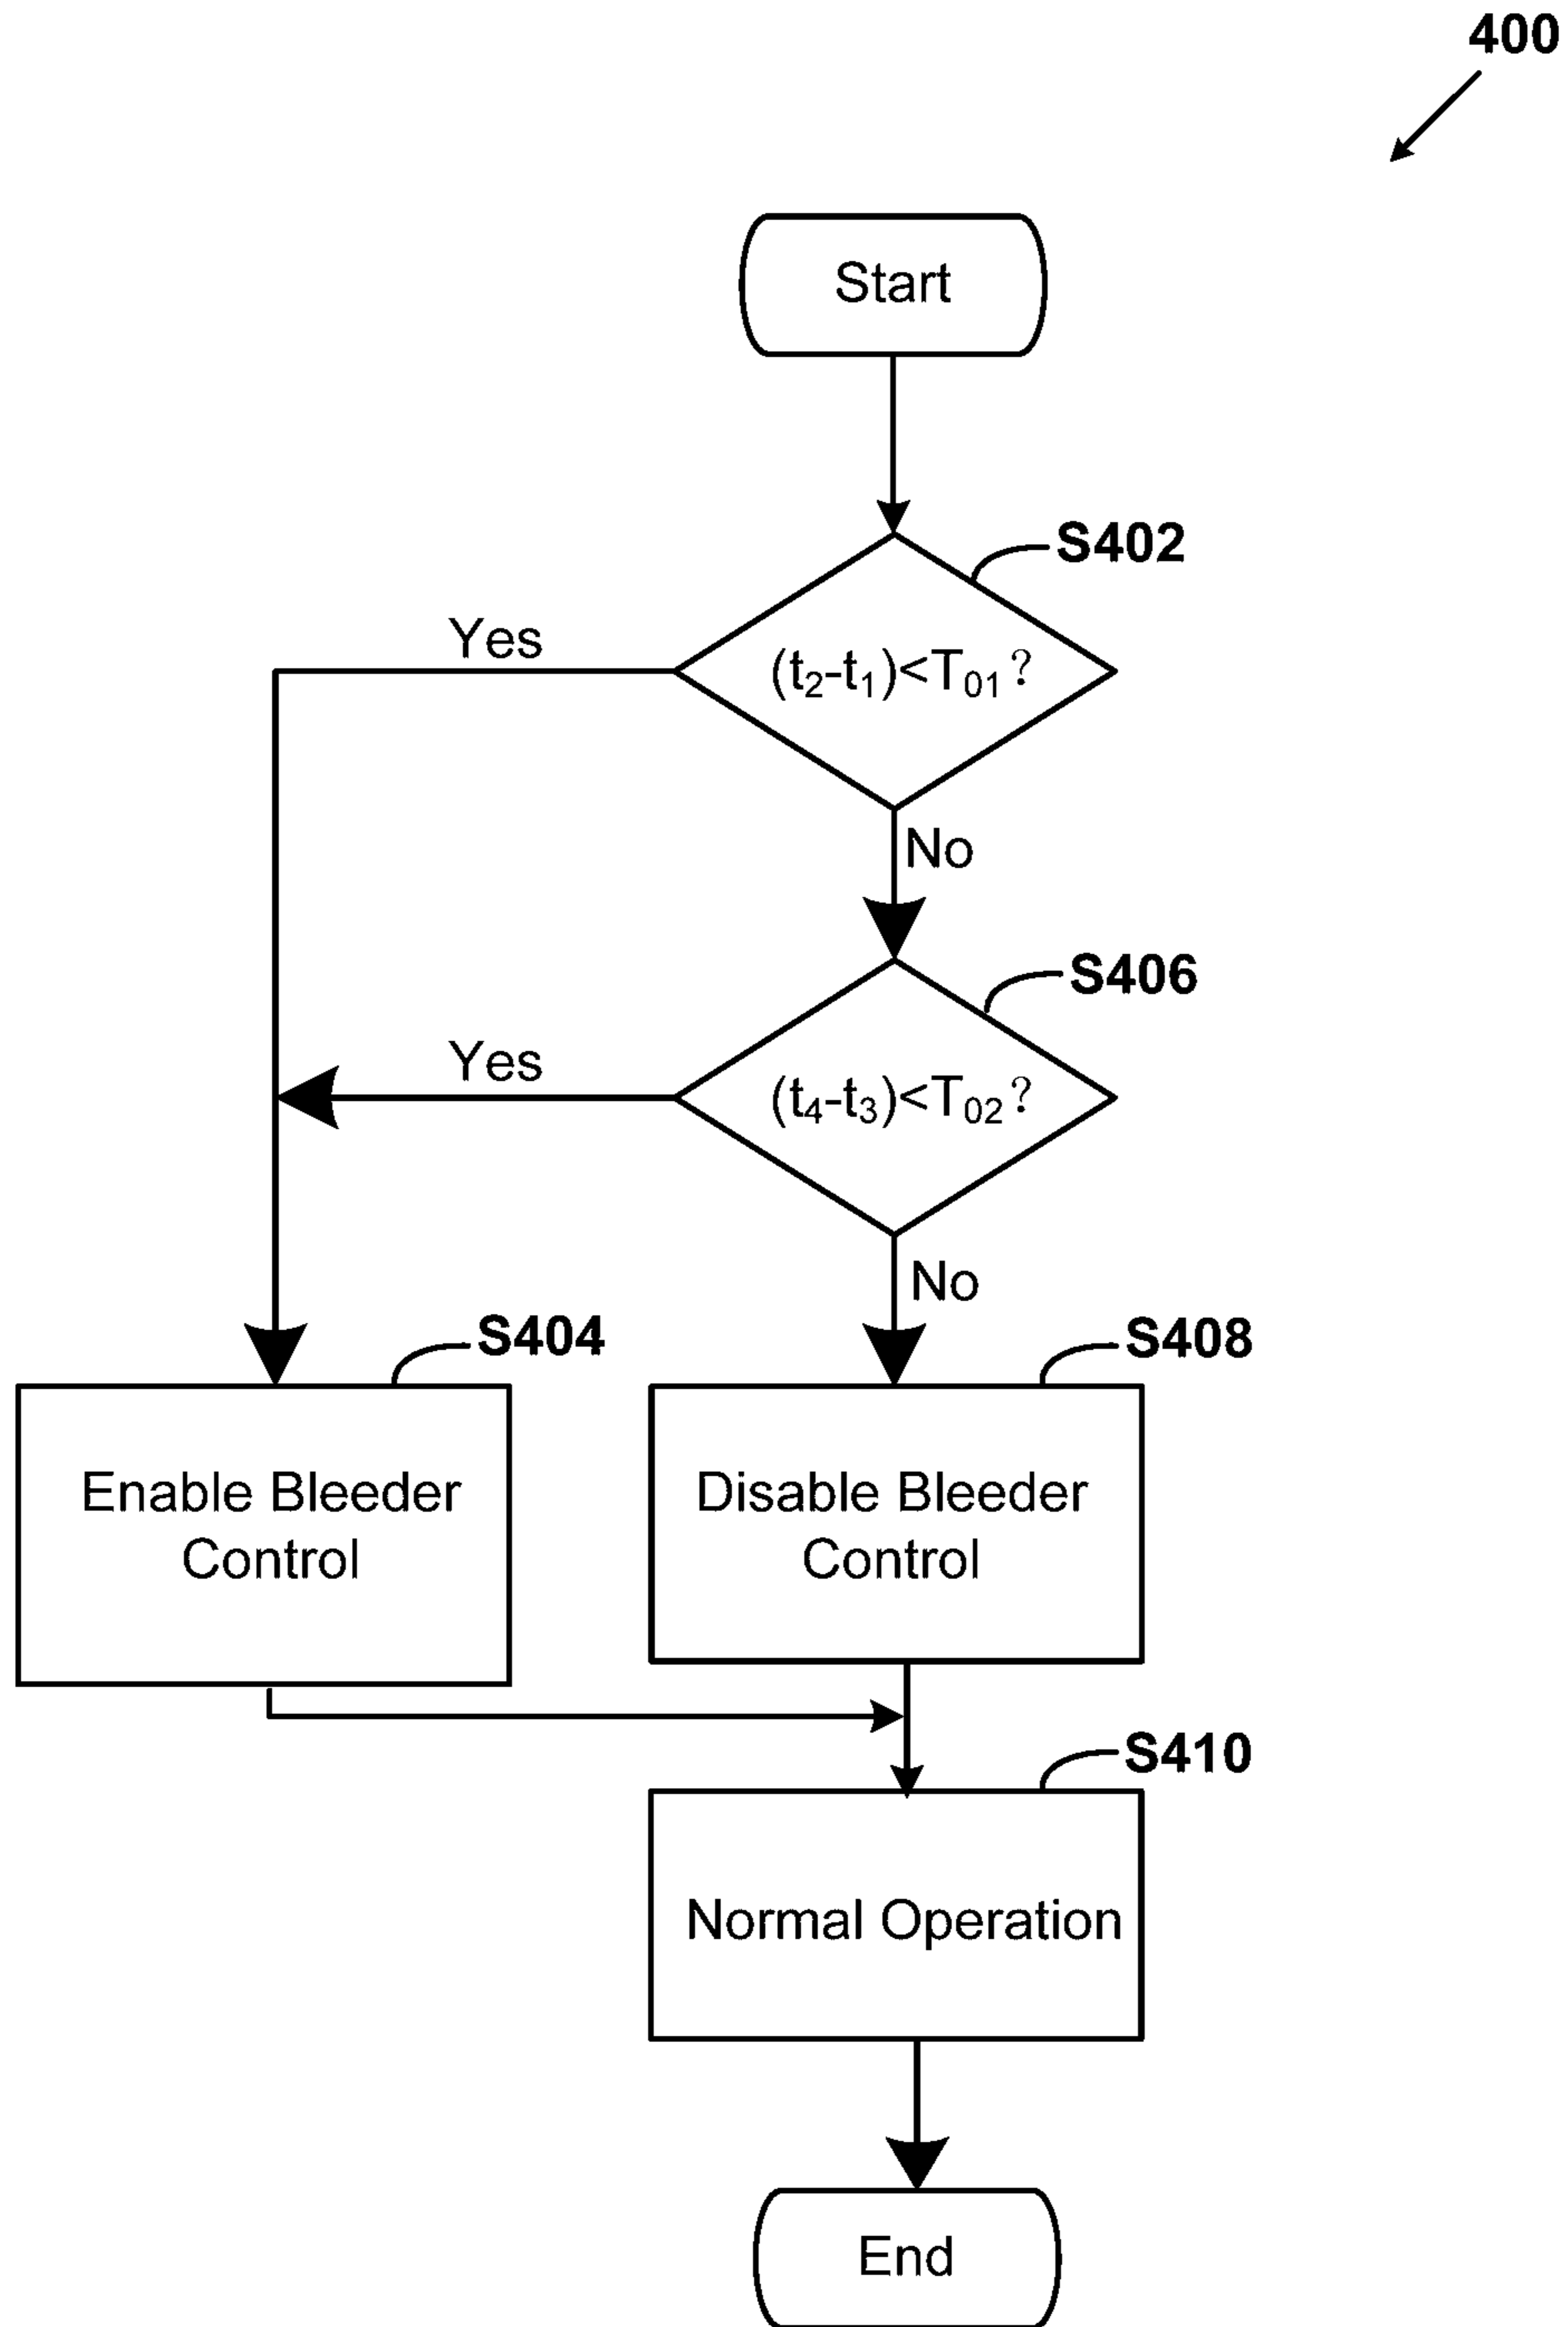 400
Start
S402
Yes
(t₂-t₁)<T₀₁?
No
S406
Yes
(t₄-t₃)<T₀₂?
No
S404
S408
Enable Bleeder
Control
Disable Bleeder
Control
S410
Normal Operation
End